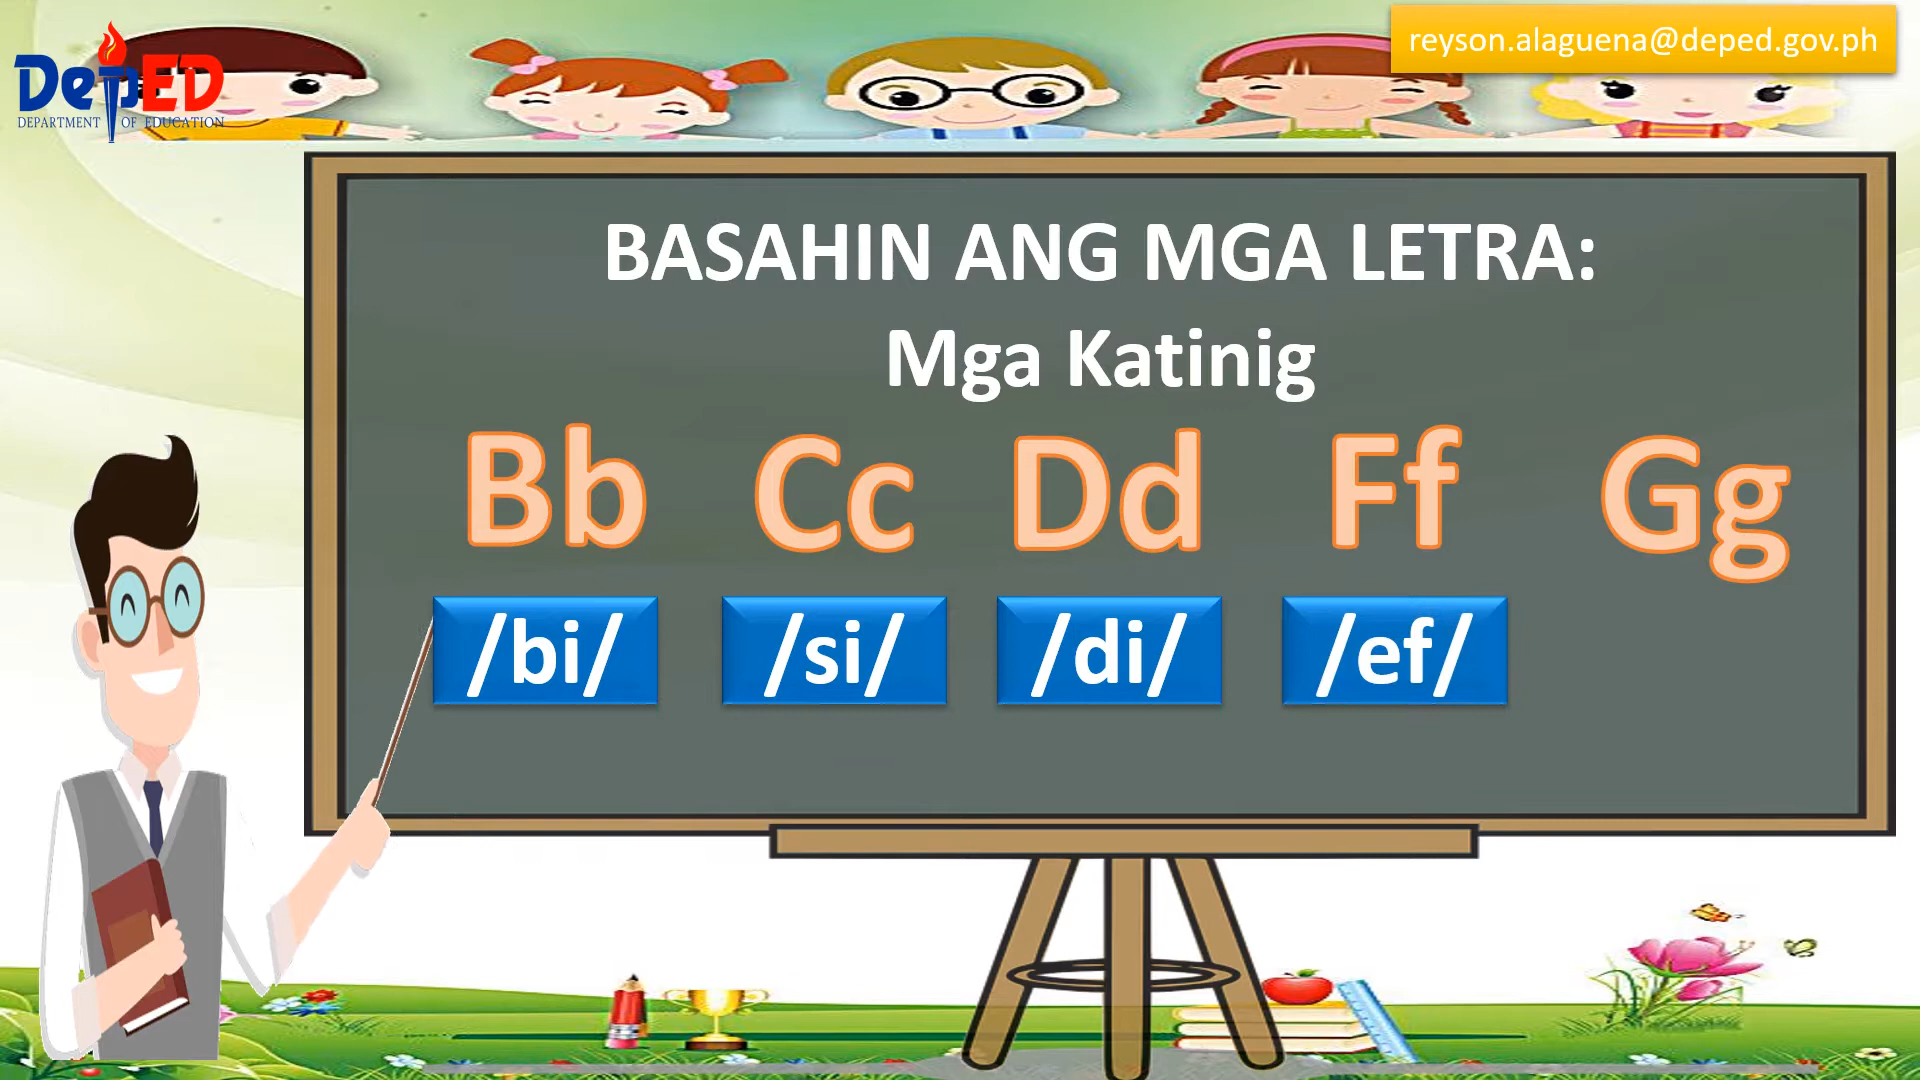 DepED
DEPARTMENT OF EDUCATION
reyson.alaguena@deped.gov.ph
BASAHIN ANG MGA LETRA:
Mga Katinig
Bb Cc Dd Ff Gg
/bi/ /si/ /di/ /ef/